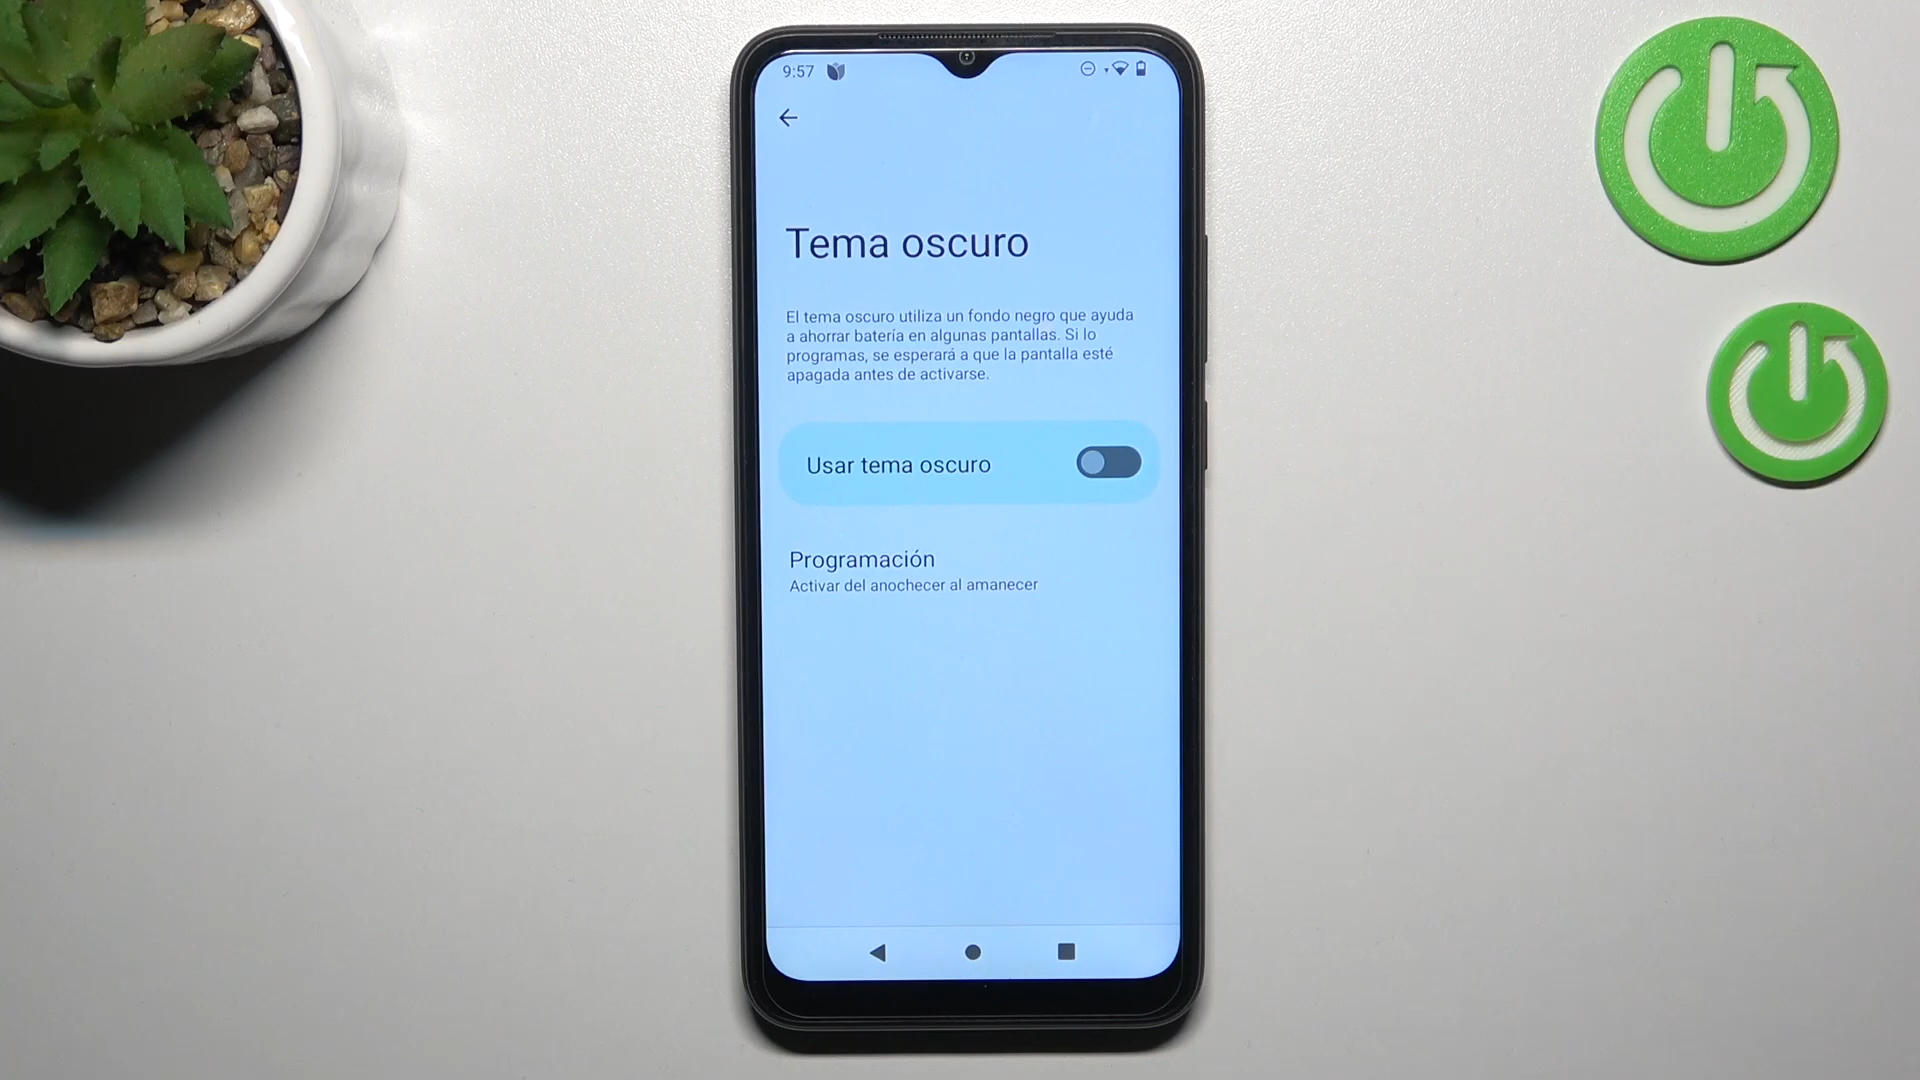 9:57
Tema oscuro
El tema oscuro utiliza un fondo negro que ayuda
a ahorrar batería en algunas pantallas. Si lo
programas, se esperará a que la pantalla esté
apagada antes de activarse.
Usar tema oscuro
Programación
Activar del anochecer al amanecer